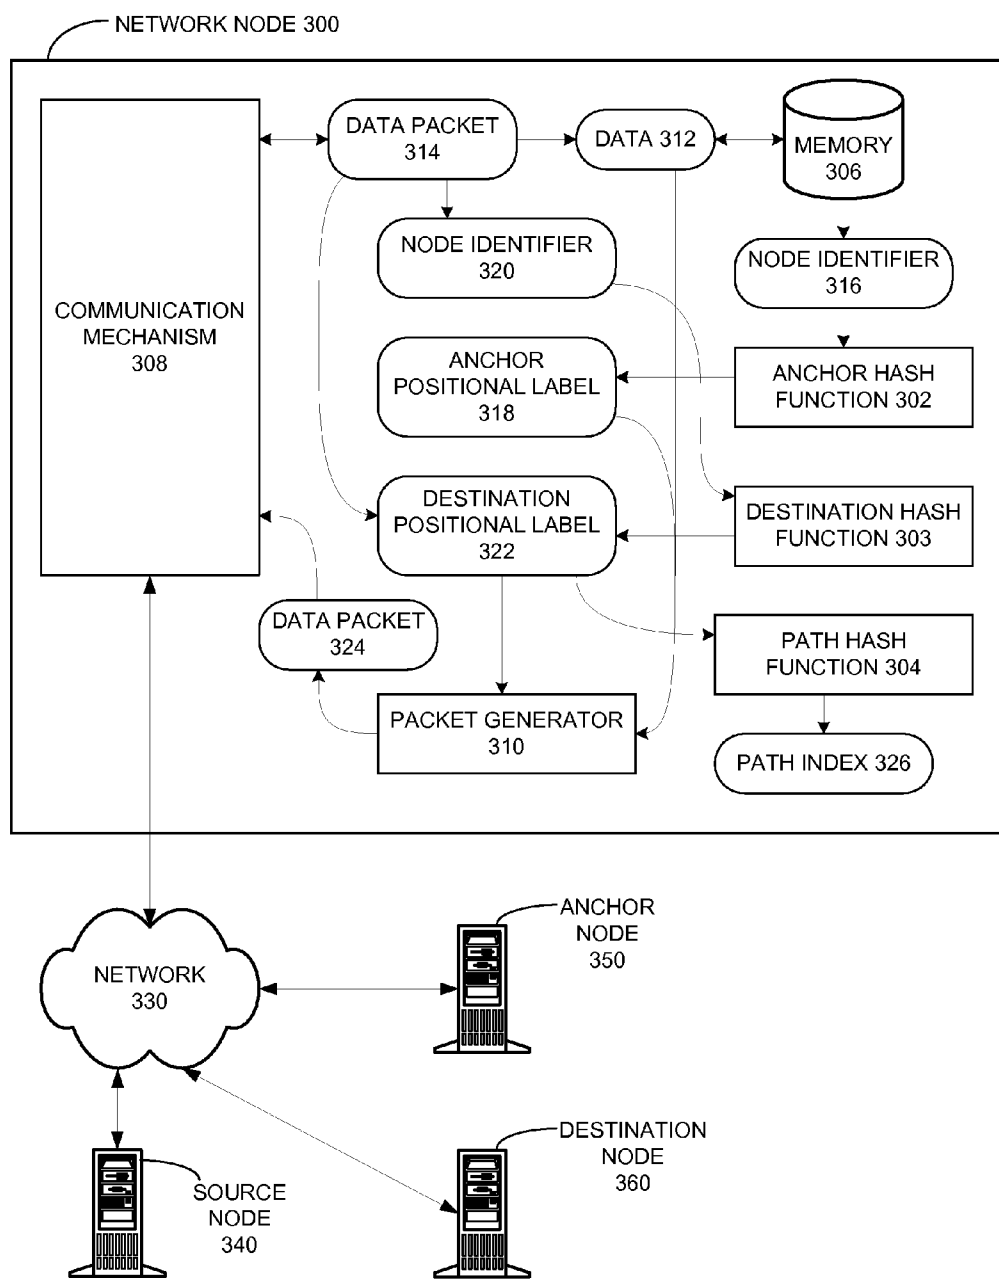 NETWORK NODE 300
COMMUNICATION
MECHANISM
308
DATA PACKET
314
DATA 312
MEMORY
306
NODE IDENTIFIER
320
NODE IDENTIFIER
316
ANCHOR
POSITIONAL LABEL
318
ANCHOR HASH
FUNCTION 302
DESTINATION
POSITIONAL LABEL
322
DESTINATION HASH
FUNCTION 303
DATA PACKET
324
PATH HASH
FUNCTION 304
PACKET GENERATOR
310
PATH INDEX 326
NETWORK
330
ANCHOR
NODE
350
SOURCE
NODE
340
DESTINATION
NODE
360